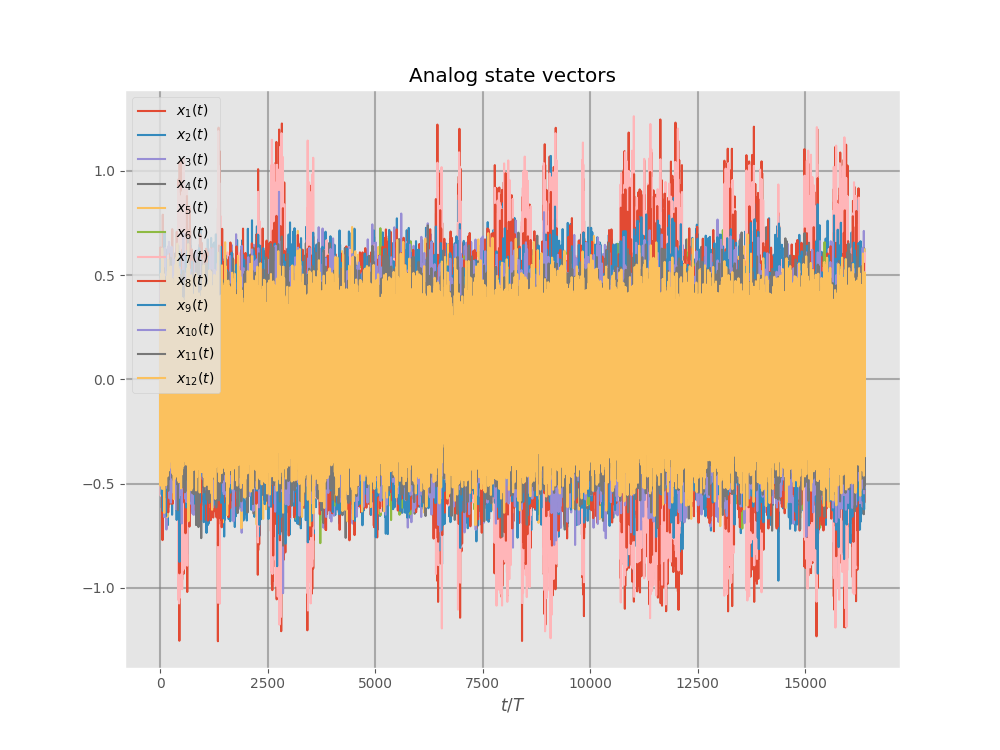 Analog state vectors
x₁(t)
x₂(t)
x₃(t)
x₄(t)
x₅(t)
x₆(t)
x₇(t)
x₈(t)
x₉(t)
x₁₀(t)
x₁₁(t)
x₁₂(t)
1.0
0.5
0.0
−0.5
−1.0
0 2500 5000 7500 10000 12500 15000
t/T